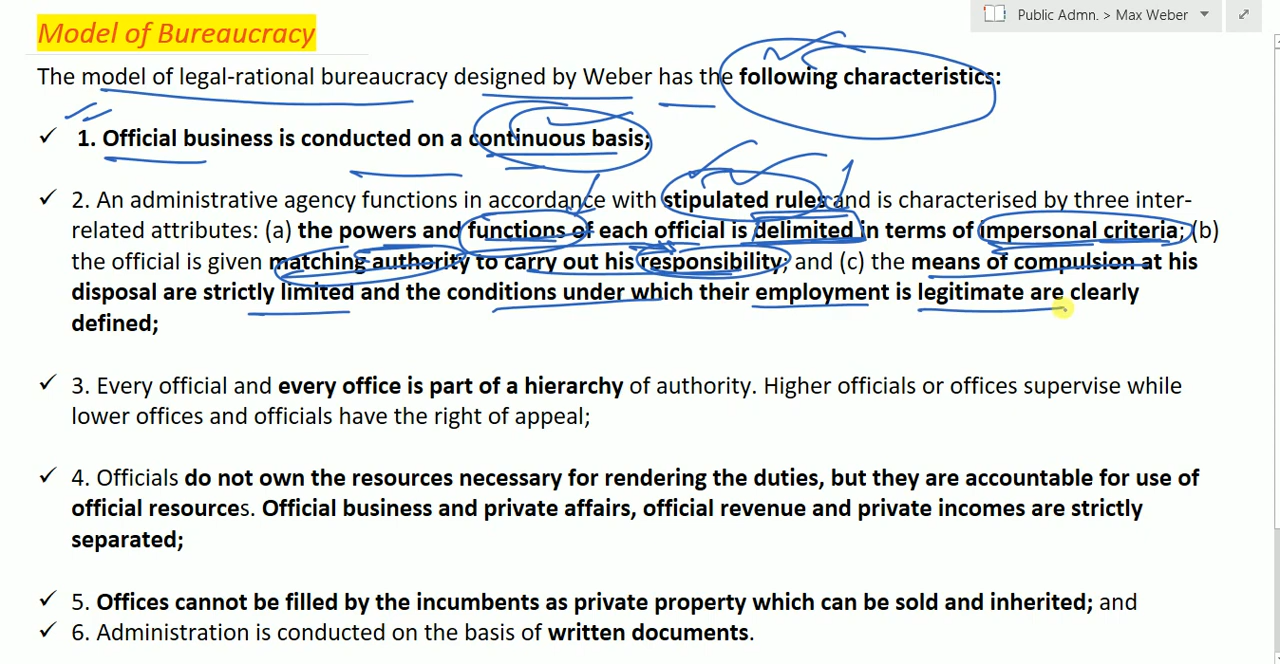 Public Admn. > Max Weber
Model of Bureaucracy
The model of legal-rational bureaucracy designed by Weber has the following characteristics:
✓ 1. Official business is conducted on a continuous basis;
✓ 2. An administrative agency functions in accordance with stipulated rules and is characterised by three inter-
related attributes: (a) the powers and functions of each official is delimited in terms of impersonal criteria; (b)
the official is given matching authority to carry out his responsibility; and (c) the means of compulsion at his
disposal are strictly limited and the conditions under which their employment is legitimate are clearly
defined;
✓ 3. Every official and every office is part of a hierarchy of authority. Higher officials or offices supervise while
lower offices and officials have the right of appeal;
✓ 4. Officials do not own the resources necessary for rendering the duties, but they are accountable for use of
official resources. Official business and private affairs, official revenue and private incomes are strictly
separated;
✓ 5. Offices cannot be filled by the incumbents as private property which can be sold and inherited; and
✓ 6. Administration is conducted on the basis of written documents.